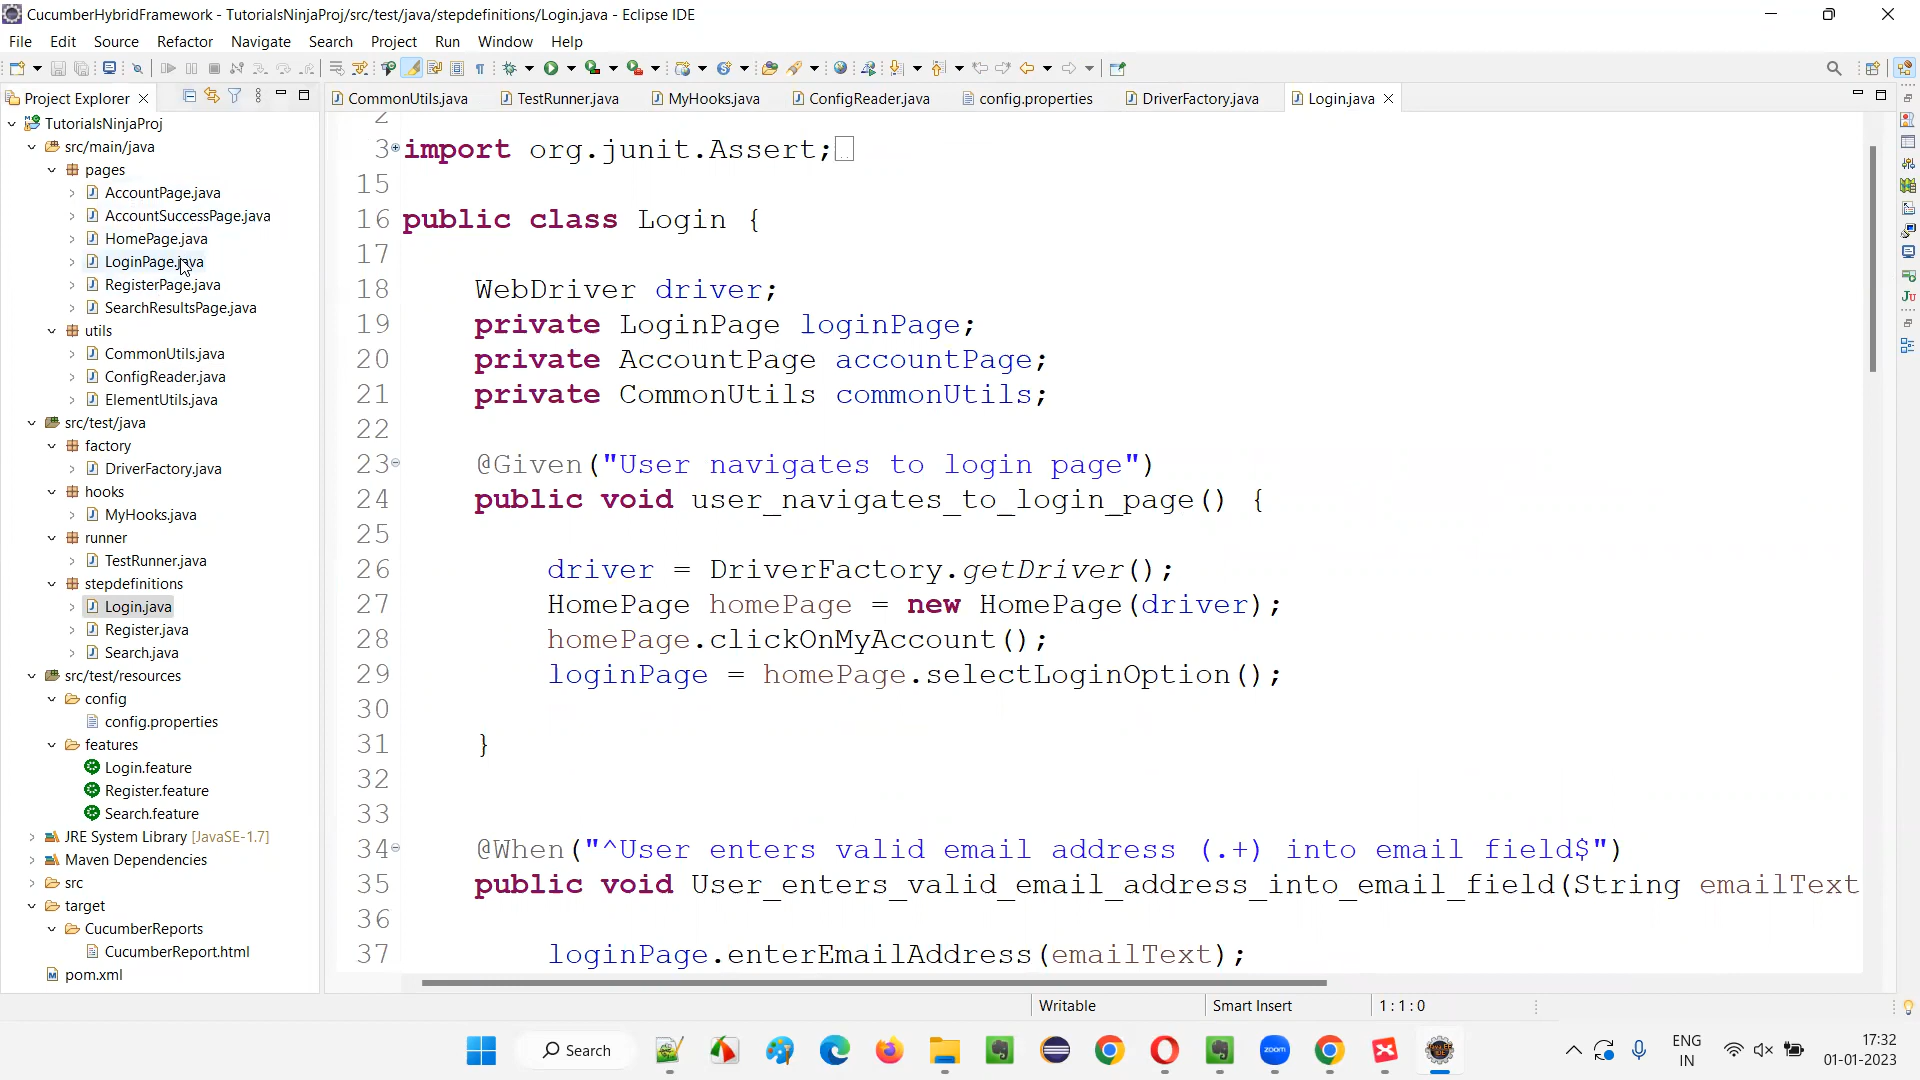 CucumberHybridFramework - TutorialsNinjaProj/src/test/java/stepdefinitions/Login.java - Eclipse IDE
File Edit Source Refactor Navigate Search Project Run Window Help
Project Explorer
CommonUtils.java TestRunner.java MyHooks.java ConfigReader.java config.properties DriverFactory.java Login.java
TutorialsNinjaProj
src/main/java
pages
AccountPage.java
AccountSuccessPage.java
HomePage.java
LoginPage.java
RegisterPage.java
SearchResultsPage.java
utils
CommonUtils.java
ConfigReader.java
ElementUtils.java
src/test/java
factory
DriverFactory.java
hooks
MyHooks.java
runner
TestRunner.java
stepdefinitions
Login.java
Register.java
Search.java
src/test/resources
config
config.properties
features
Login.feature
Register.feature
Search.feature
JRE System Library [JavaSE-1.7]
Maven Dependencies
src
target
CucumberReports
CucumberReport.html
pom.xml
2
3 import org.junit.Assert;
15
16 public class Login {
17
18 WebDriver driver;
19 private LoginPage loginPage;
20 private AccountPage accountPage;
21 private CommonUtils commonUtils;
22
23 @Given("User navigates to login page")
24 public void user_navigates_to_login_page() {
25
26 driver = DriverFactory.getDriver();
27 HomePage homePage = new HomePage(driver);
28 homePage.clickOnMyAccount();
29 loginPage = homePage.selectLoginOption();
30
31 }
32
33
34 @When("^User enters valid email address (.+) into email field$")
35 public void User_enters_valid_email_address_into_email_field(String emailText
36
37 loginPage.enterEmailAddress(emailText);
Writable Smart Insert 1 : 1 : 0
Search
zoom
ENG
IN
17:32
01-01-2023